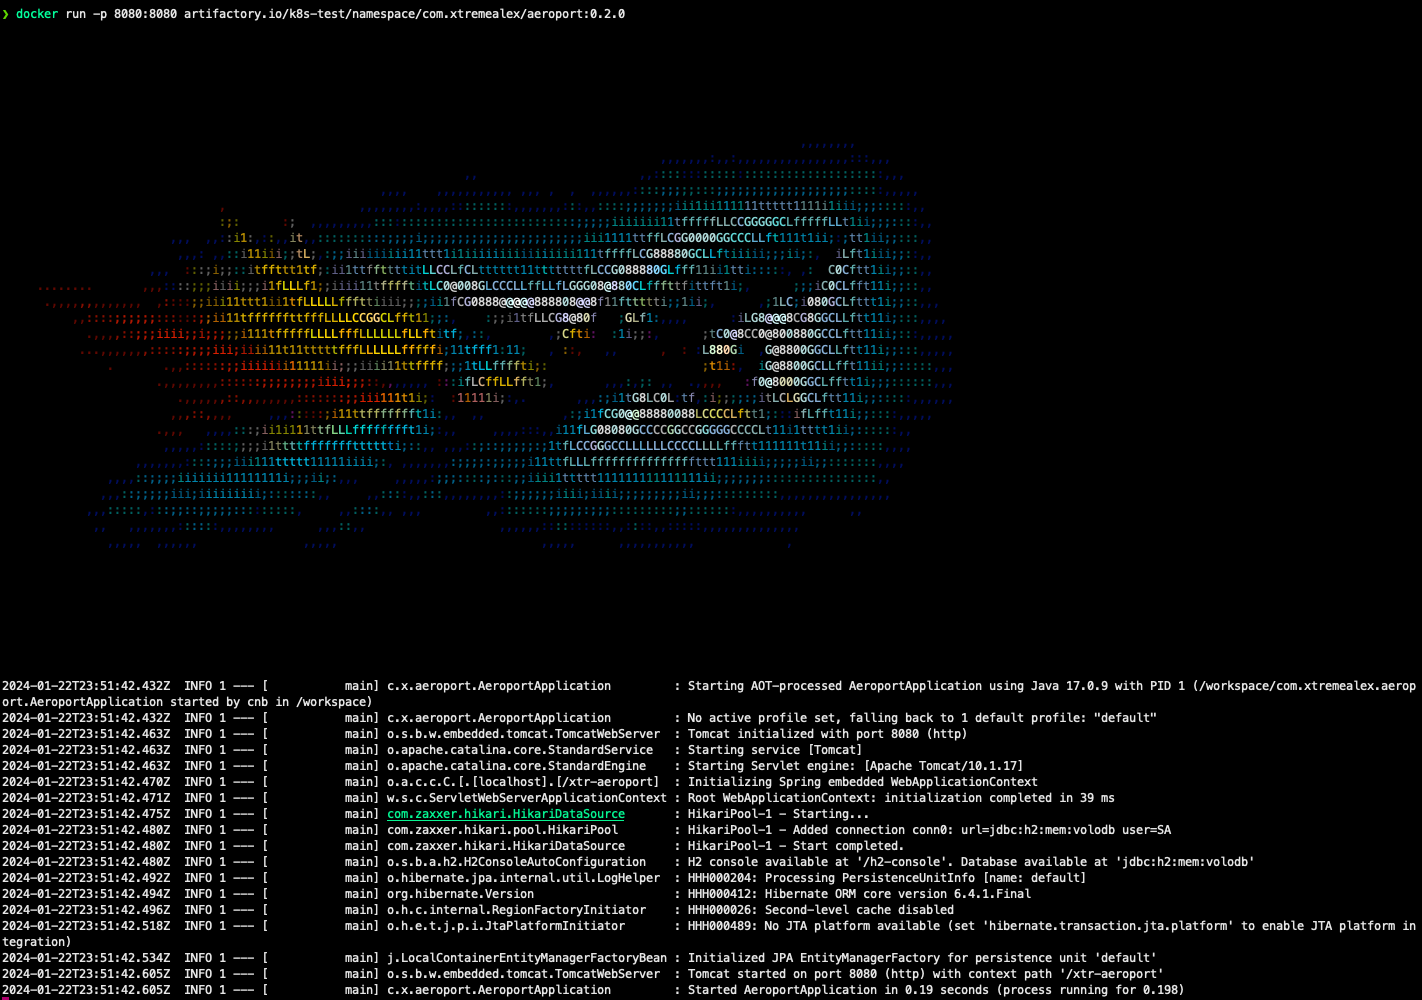 ❯ docker run -p 8080:8080 artifactory.io/k8s-test/namespace/com.xtremealex/aeroport:0.2.0
2024-01-22T23:51:42.432Z  INFO 1 --- [           main] c.x.aeroport.AeroportApplication         : Starting AOT-processed AeroportApplication using Java 17.0.9 with PID 1 (/workspace/com.xtremealex.aerop
ort.AeroportApplication started by cnb in /workspace)
2024-01-22T23:51:42.432Z  INFO 1 --- [           main] c.x.aeroport.AeroportApplication         : No active profile set, falling back to 1 default profile: "default"
2024-01-22T23:51:42.463Z  INFO 1 --- [           main] o.s.b.w.embedded.tomcat.TomcatWebServer  : Tomcat initialized with port 8080 (http)
2024-01-22T23:51:42.463Z  INFO 1 --- [           main] o.apache.catalina.core.StandardService   : Starting service [Tomcat]
2024-01-22T23:51:42.463Z  INFO 1 --- [           main] o.apache.catalina.core.StandardEngine    : Starting Servlet engine: [Apache Tomcat/10.1.17]
2024-01-22T23:51:42.470Z  INFO 1 --- [           main] o.a.c.c.C.[.[localhost].[/xtr-aeroport]  : Initializing Spring embedded WebApplicationContext
2024-01-22T23:51:42.471Z  INFO 1 --- [           main] w.s.c.ServletWebServerApplicationContext : Root WebApplicationContext: initialization completed in 39 ms
2024-01-22T23:51:42.475Z  INFO 1 --- [           main] com.zaxxer.hikari.HikariDataSource       : HikariPool-1 - Starting...
2024-01-22T23:51:42.480Z  INFO 1 --- [           main] com.zaxxer.hikari.pool.HikariPool        : HikariPool-1 - Added connection conn0: url=jdbc:h2:mem:volodb user=SA
2024-01-22T23:51:42.480Z  INFO 1 --- [           main] com.zaxxer.hikari.HikariDataSource       : HikariPool-1 - Start completed.
2024-01-22T23:51:42.480Z  INFO 1 --- [           main] o.s.b.a.h2.H2ConsoleAutoConfiguration    : H2 console available at '/h2-console'. Database available at 'jdbc:h2:mem:volodb'
2024-01-22T23:51:42.492Z  INFO 1 --- [           main] o.hibernate.jpa.internal.util.LogHelper  : HHH000204: Processing PersistenceUnitInfo [name: default]
2024-01-22T23:51:42.494Z  INFO 1 --- [           main] org.hibernate.Version                    : HHH000412: Hibernate ORM core version 6.4.1.Final
2024-01-22T23:51:42.496Z  INFO 1 --- [           main] o.h.c.internal.RegionFactoryInitiator    : HHH000026: Second-level cache disabled
2024-01-22T23:51:42.518Z  INFO 1 --- [           main] o.h.e.t.j.p.i.JtaPlatformInitiator       : HHH000489: No JTA platform available (set 'hibernate.transaction.jta.platform' to enable JTA platform in
tegration)
2024-01-22T23:51:42.534Z  INFO 1 --- [           main] j.LocalContainerEntityManagerFactoryBean : Initialized JPA EntityManagerFactory for persistence unit 'default'
2024-01-22T23:51:42.605Z  INFO 1 --- [           main] o.s.b.w.embedded.tomcat.TomcatWebServer  : Tomcat started on port 8080 (http) with context path '/xtr-aeroport'
2024-01-22T23:51:42.605Z  INFO 1 --- [           main] c.x.aeroport.AeroportApplication         : Started AeroportApplication in 0.19 seconds (process running for 0.198)